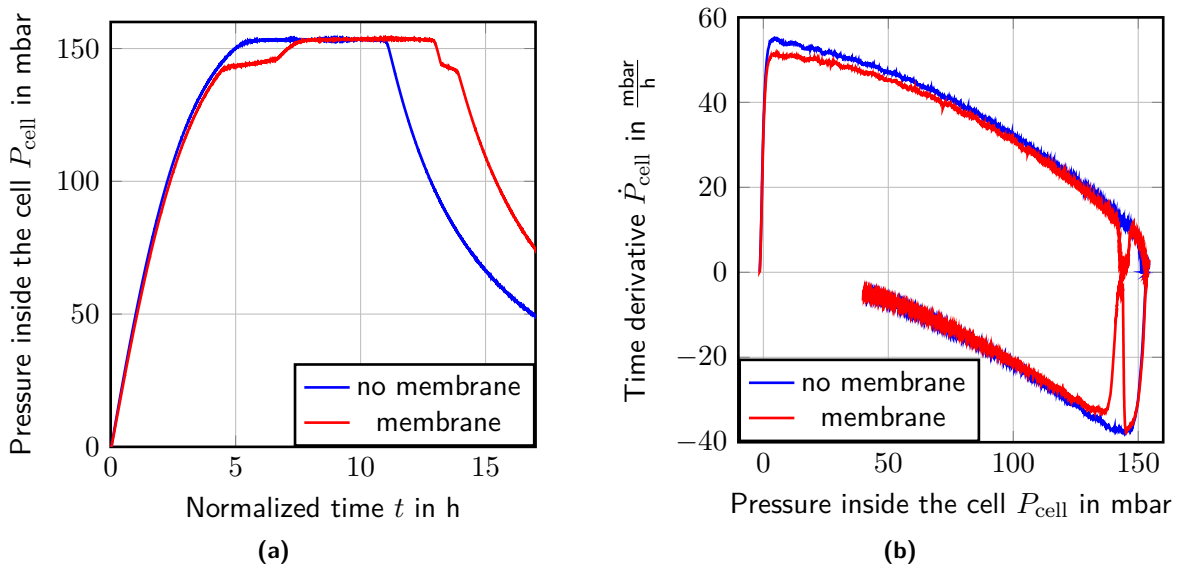 Pressure inside the cell P_cell in mbar
150
100
50
0
0
5
10
15
no membrane
membrane
Normalized time t in h
(a)
Time derivative Ṗ_cell in mbar/h
60
40
20
0
−20
−40
0
50
100
150
no membrane
membrane
Pressure inside the cell P_cell in mbar
(b)